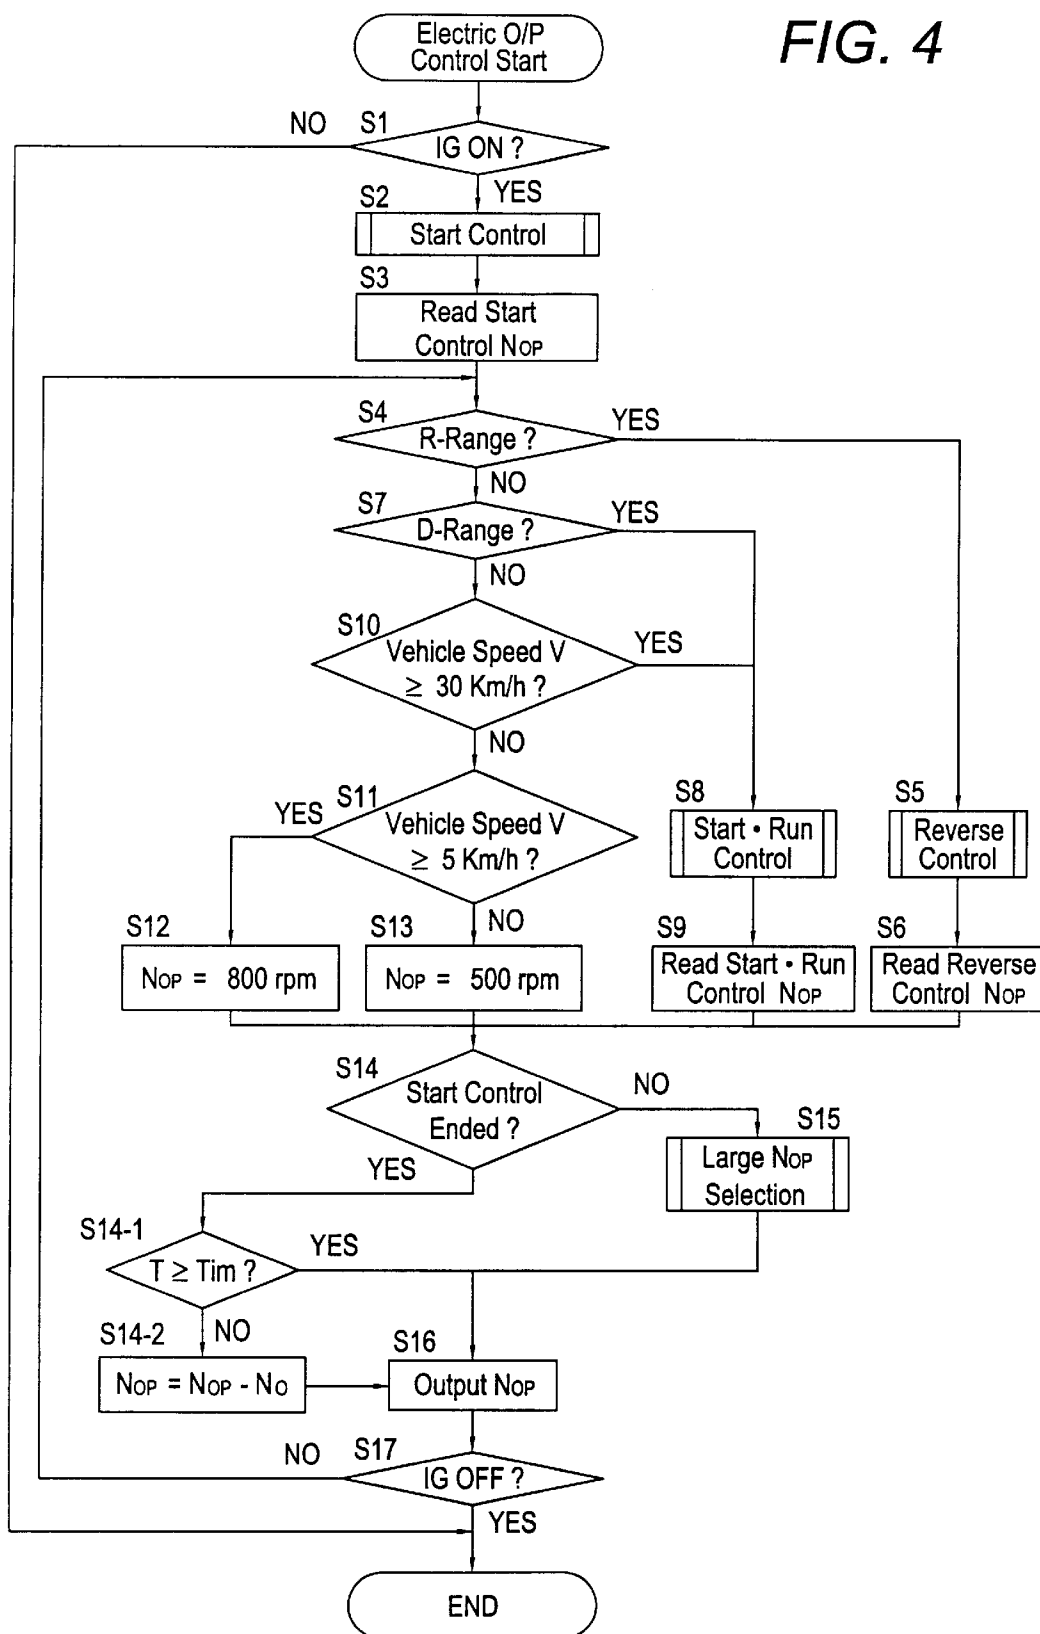 FIG. 4
Electric O/P
Control Start
NO
S1
IG ON ?
YES
S2
Start Control
S3
Read Start
Control NOP
S4
R-Range ?
YES
NO
S7
D-Range ?
YES
NO
S10
Vehicle Speed V
≥ 30 Km/h ?
YES
NO
S11
YES
Vehicle Speed V
≥ 5 Km/h ?
NO
S8
Start • Run
Control
S5
Reverse
Control
S12
NOP = 800 rpm
S13
NOP = 500 rpm
S9
Read Start • Run
Control NOP
S6
Read Reverse
Control NOP
S14
Start Control
Ended ?
NO
YES
S15
Large NOP
Selection
S14-1
T ≥ Tim ?
YES
NO
S14-2
NOP = NOP - NO
S16
Output NOP
NO
S17
IG OFF ?
YES
END